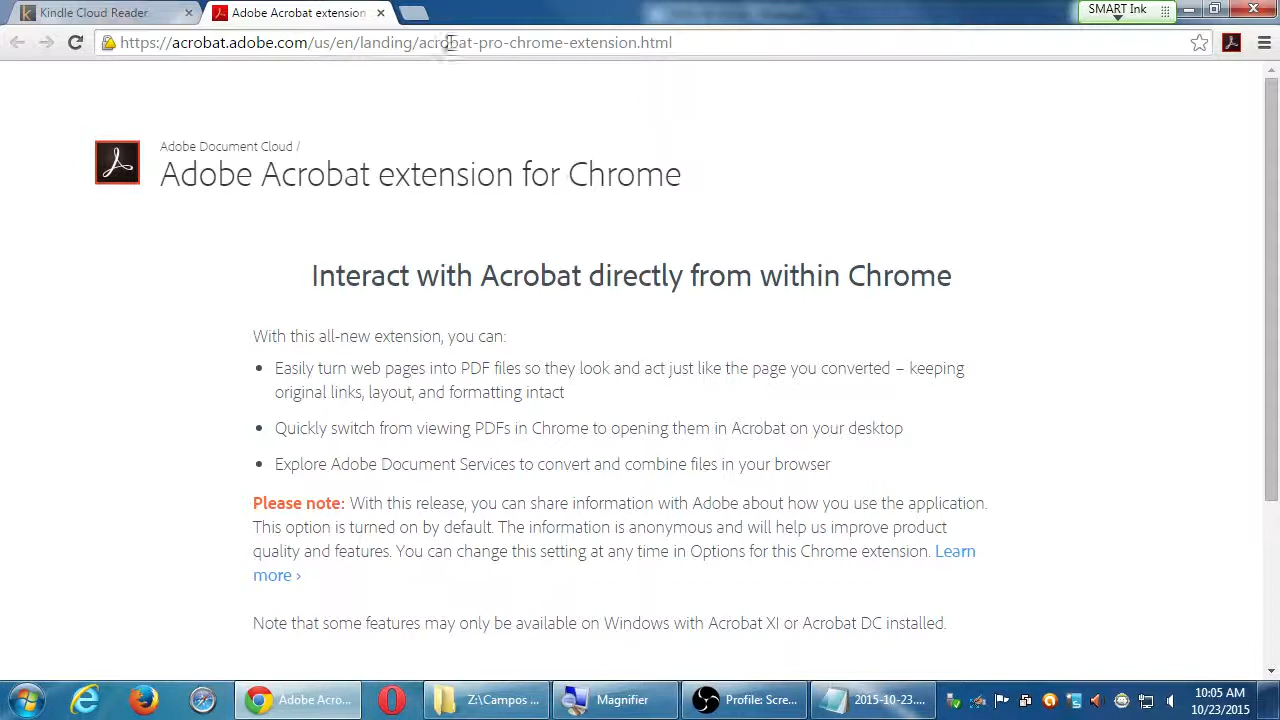 Kindle Cloud Reader
Adobe Acrobat extension
SMART Ink
https://acrobat.adobe.com/us/en/landing/acrobat-pro-chrome-extension.html
Adobe Document Cloud /
Adobe Acrobat extension for Chrome
Interact with Acrobat directly from within Chrome
With this all-new extension, you can:
Easily turn web pages into PDF files so they look and act just like the page you converted – keeping
original links, layout, and formatting intact
Quickly switch from viewing PDFs in Chrome to opening them in Acrobat on your desktop
Explore Adobe Document Services to convert and combine files in your browser
Please note: With this release, you can share information with Adobe about how you use the application.
This option is turned on by default. The information is anonymous and will help us improve product
quality and features. You can change this setting at any time in Options for this Chrome extension. Learn
more ›
Note that some features may only be available on Windows with Acrobat XI or Acrobat DC installed.
Adobe Acro...
Z:\Campos ...
Magnifier
Profile: Scre...
2015-10-23....
10:05 AM
10/23/2015